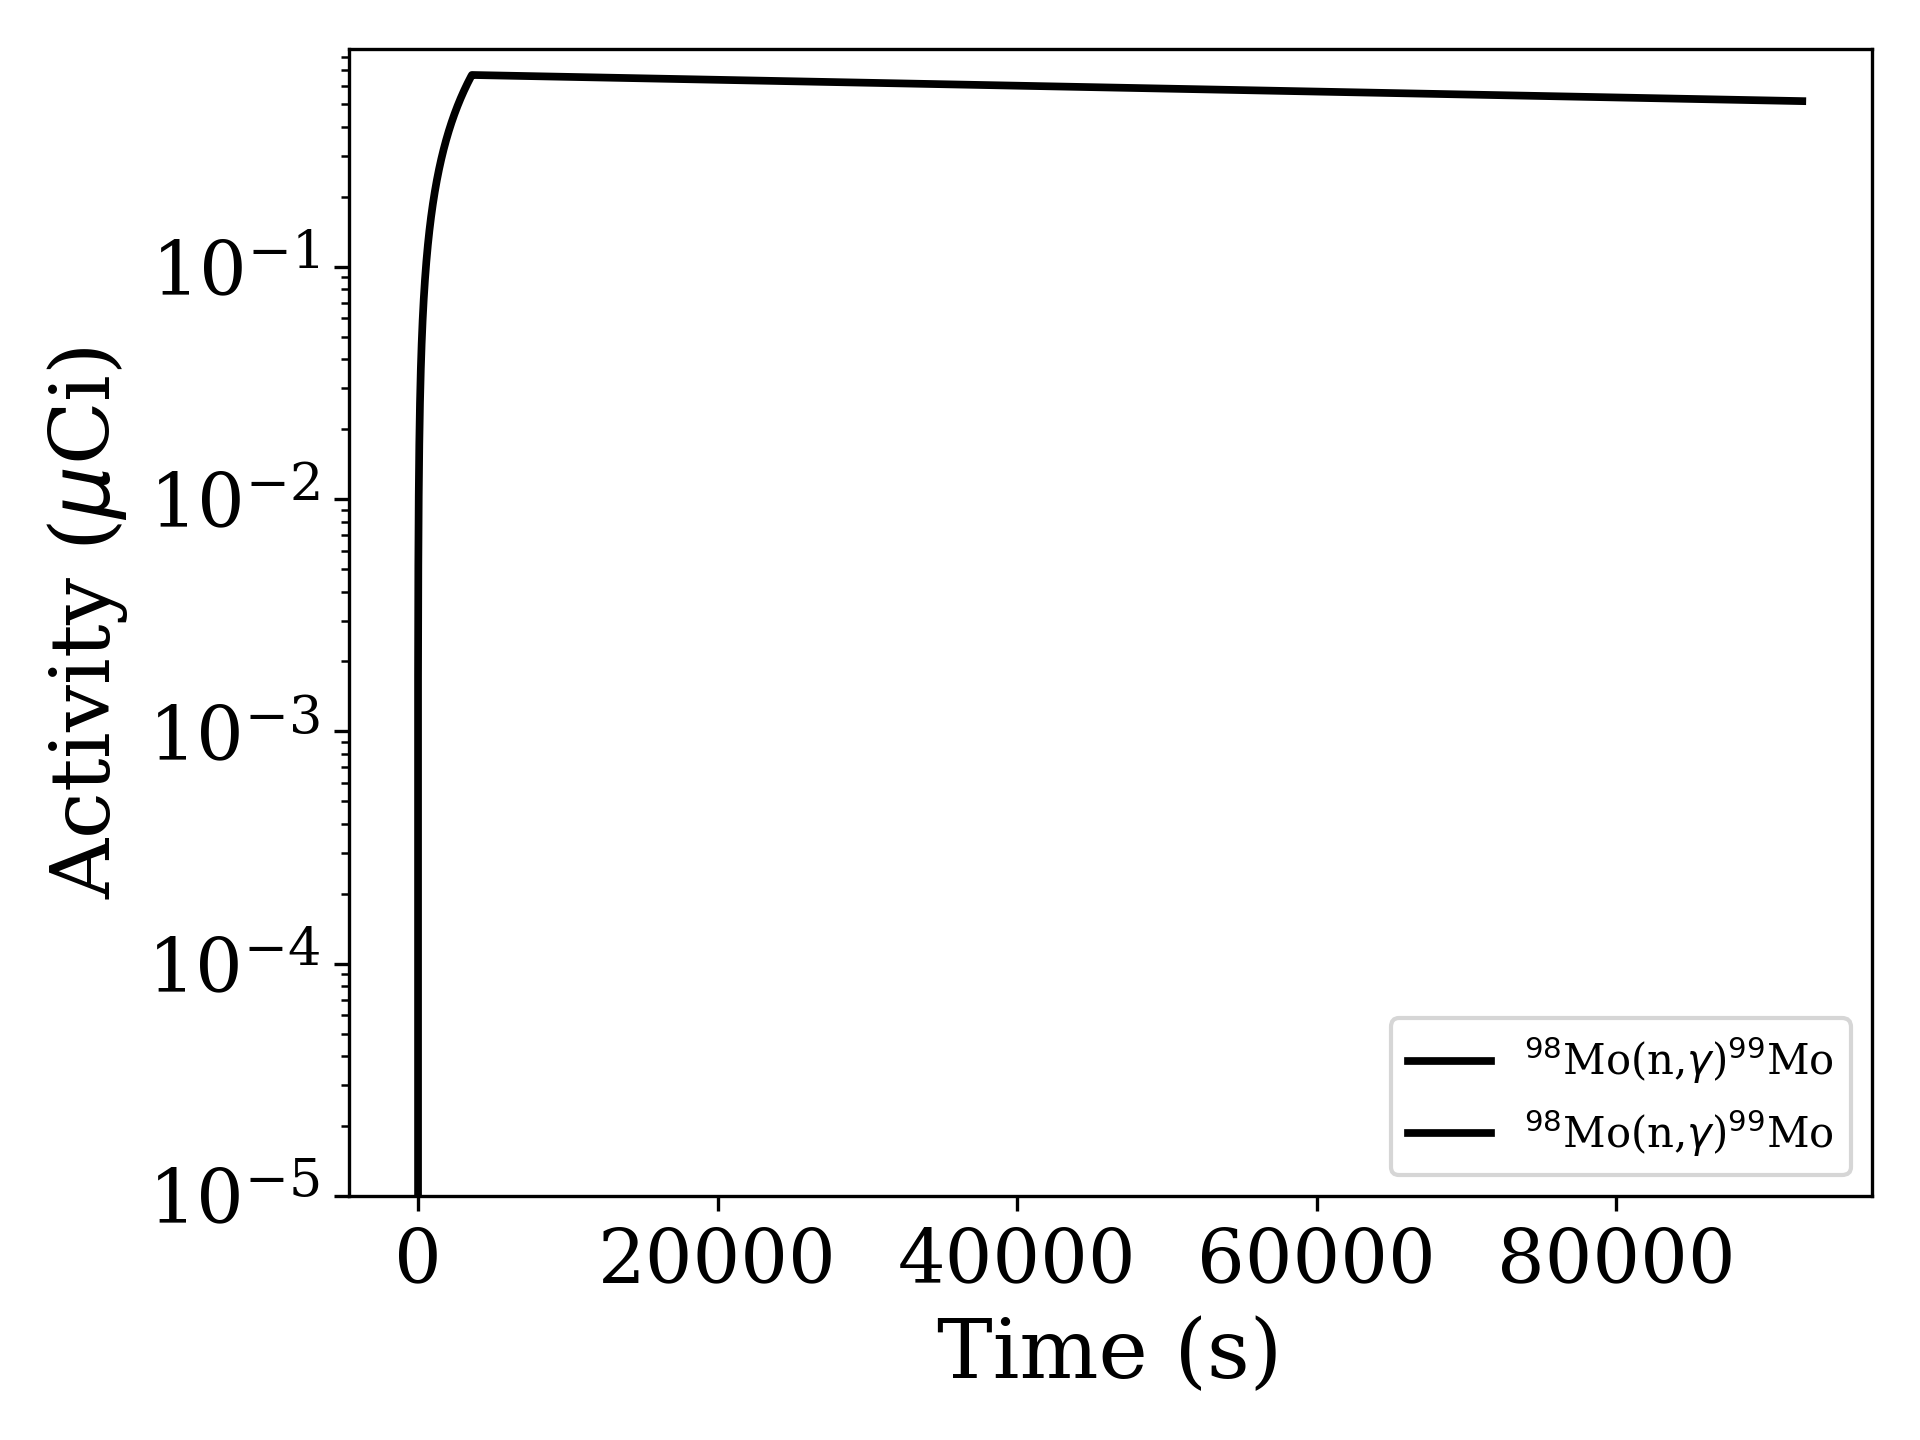 Activity (μCi)
10⁻¹
10⁻²
10⁻³
10⁻⁴
10⁻⁵
⁹⁸Mo(n,γ)⁹⁹Mo
⁹⁸Mo(n,γ)⁹⁹Mo
0 20000 40000 60000 80000
Time (s)